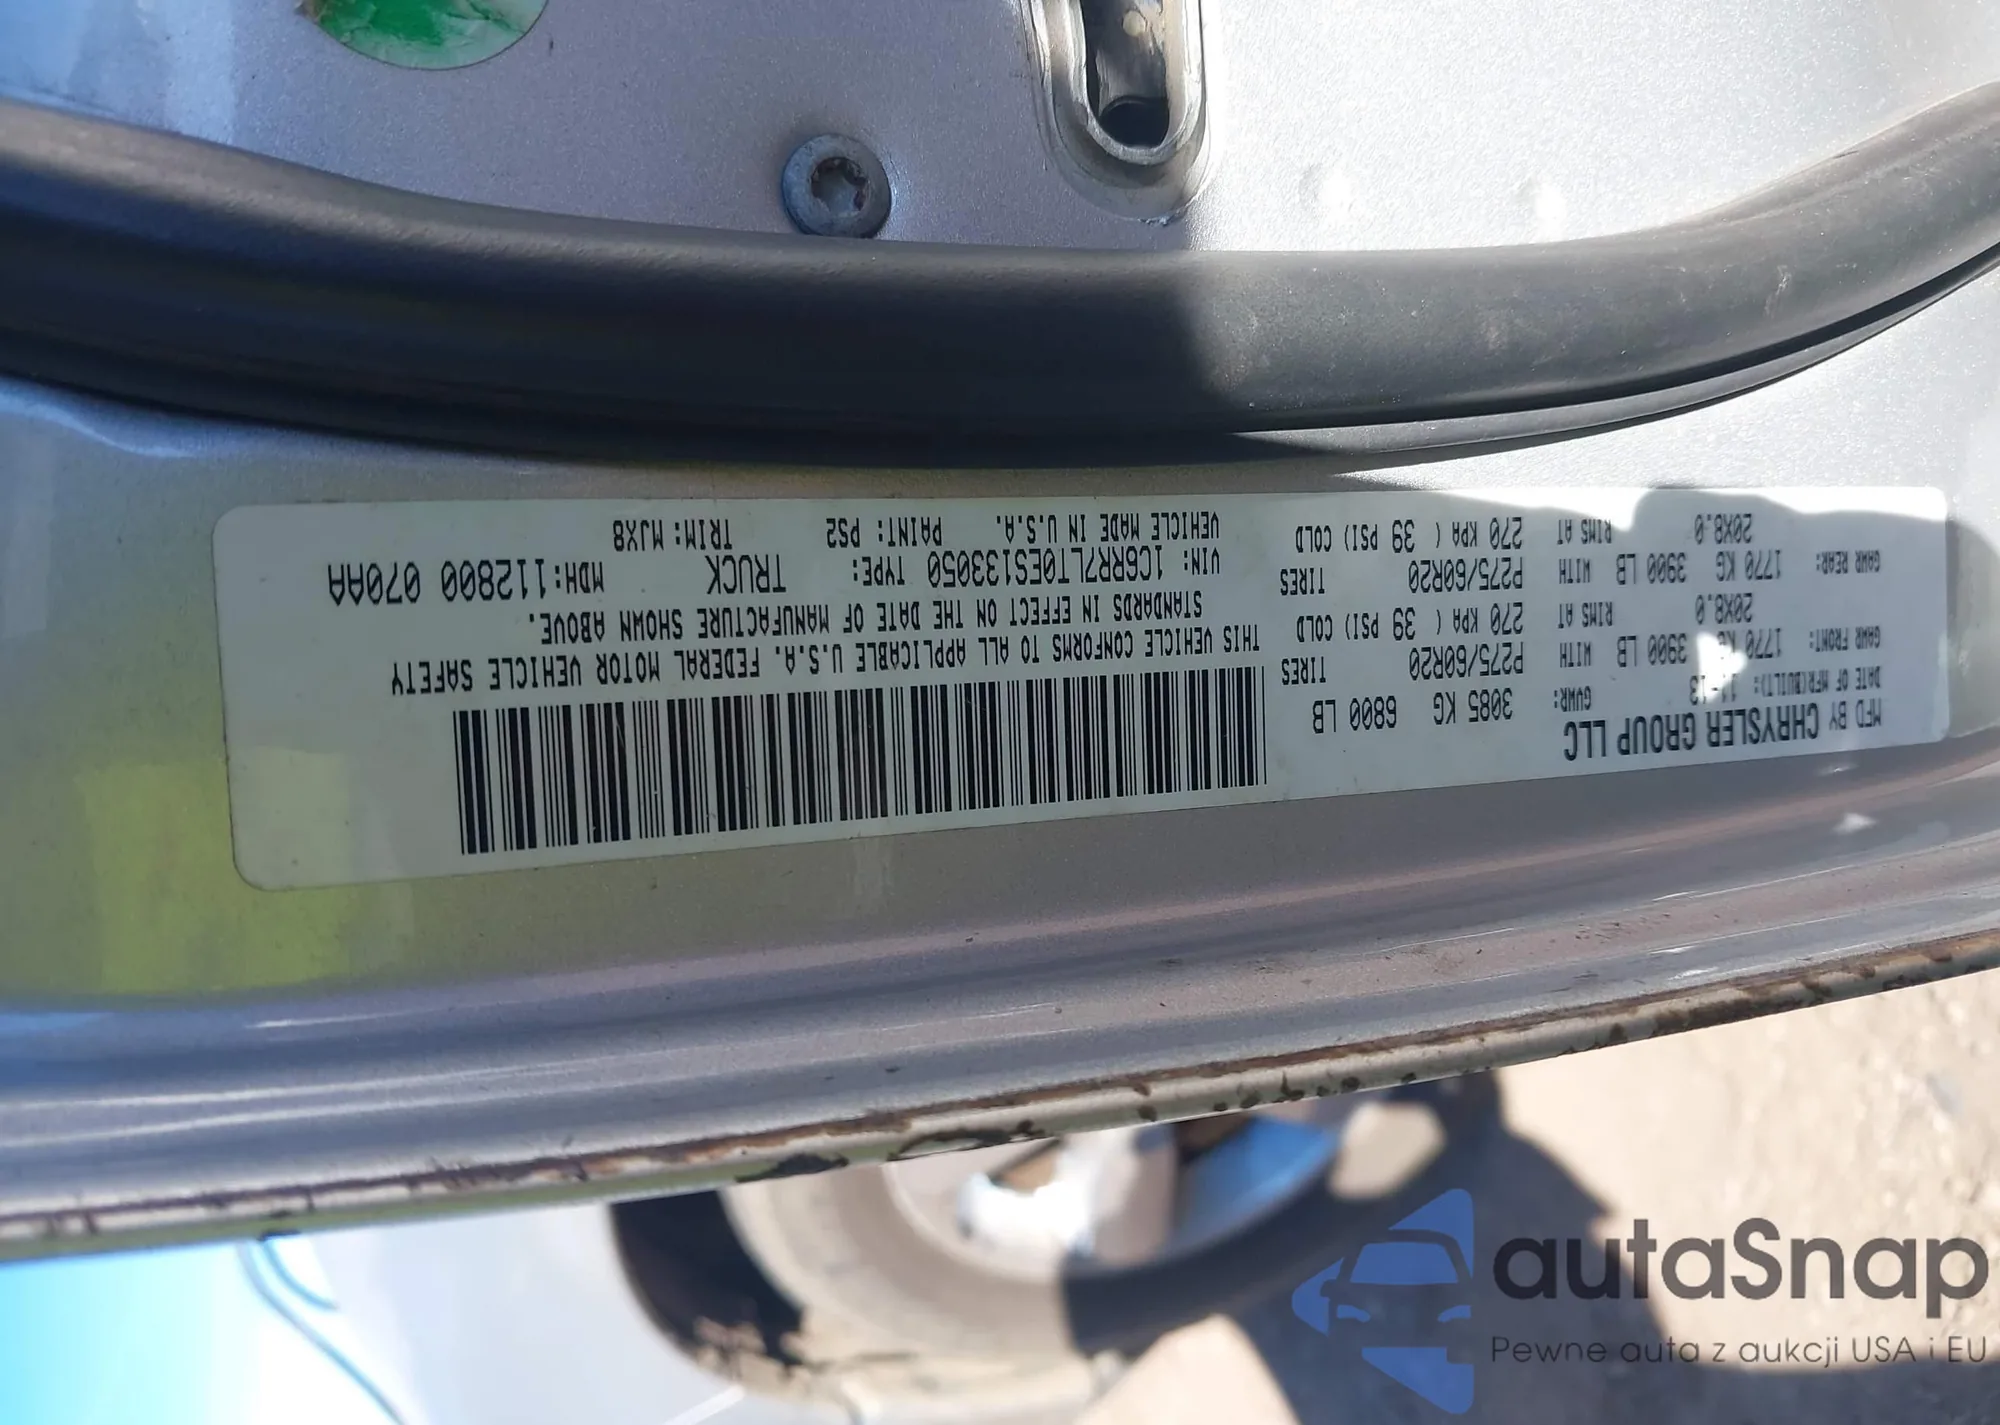 MFD BY CHRYSLER GROUP LLC
DATE OF MFR(BUILT): 11-13 GVWR: 3085 KG 6800 LB
GAWR FRONT: 1770 KG 3900 LB WITH P275/60R20 TIRES
20X8.0 RIMS AT 270 KPA ( 39 PSI) COLD
GAWR REAR: 1770 KG 3900 LB WITH P275/60R20 TIRES
20X8.0 RIMS AT 270 KPA ( 39 PSI) COLD
THIS VEHICLE CONFORMS TO ALL APPLICABLE U.S.A. FEDERAL MOTOR VEHICLE SAFETY
STANDARDS IN EFFECT ON THE DATE OF MANUFACTURE SHOWN ABOVE.
VIN: 1C6RR7LT0ES133050 TYPE: TRUCK MDH:112800 070AA
VEHICLE MADE IN U.S.A. PAINT: PS2 TRIM: MJX8
autaSnap
Pewne auta z aukcji USA i EU